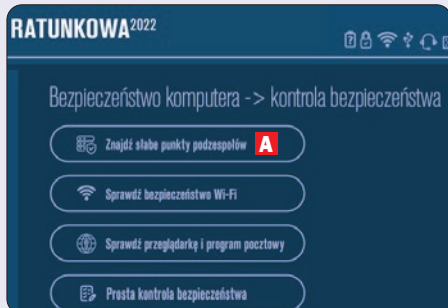 RATUNKOWA2022
Bezpieczeństwo komputera -> kontrola bezpieczeństwa
Znajdź słabe punkty podzespołów A
Sprawdź bezpieczeństwo Wi-Fi
Sprawdź przeglądarkę i program pocztowy
Prosta kontrola bezpieczeństwa